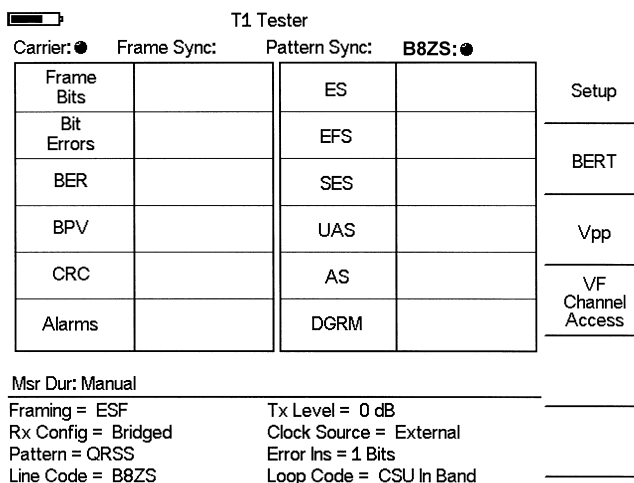 T1 Tester
Carrier: Frame Sync: Pattern Sync: B8ZS:
Frame Bits
ES
Setup
Bit Errors
EFS
BERT
BER
SES
BPV
UAS
Vpp
CRC
AS
VF Channel Access
Alarms
DGRM
Msr Dur: Manual
Framing = ESF
Tx Level = 0 dB
Rx Config = Bridged
Clock Source = External
Pattern = QRSS
Error Ins = 1 Bits
Line Code = B8ZS
Loop Code = CSU In Band